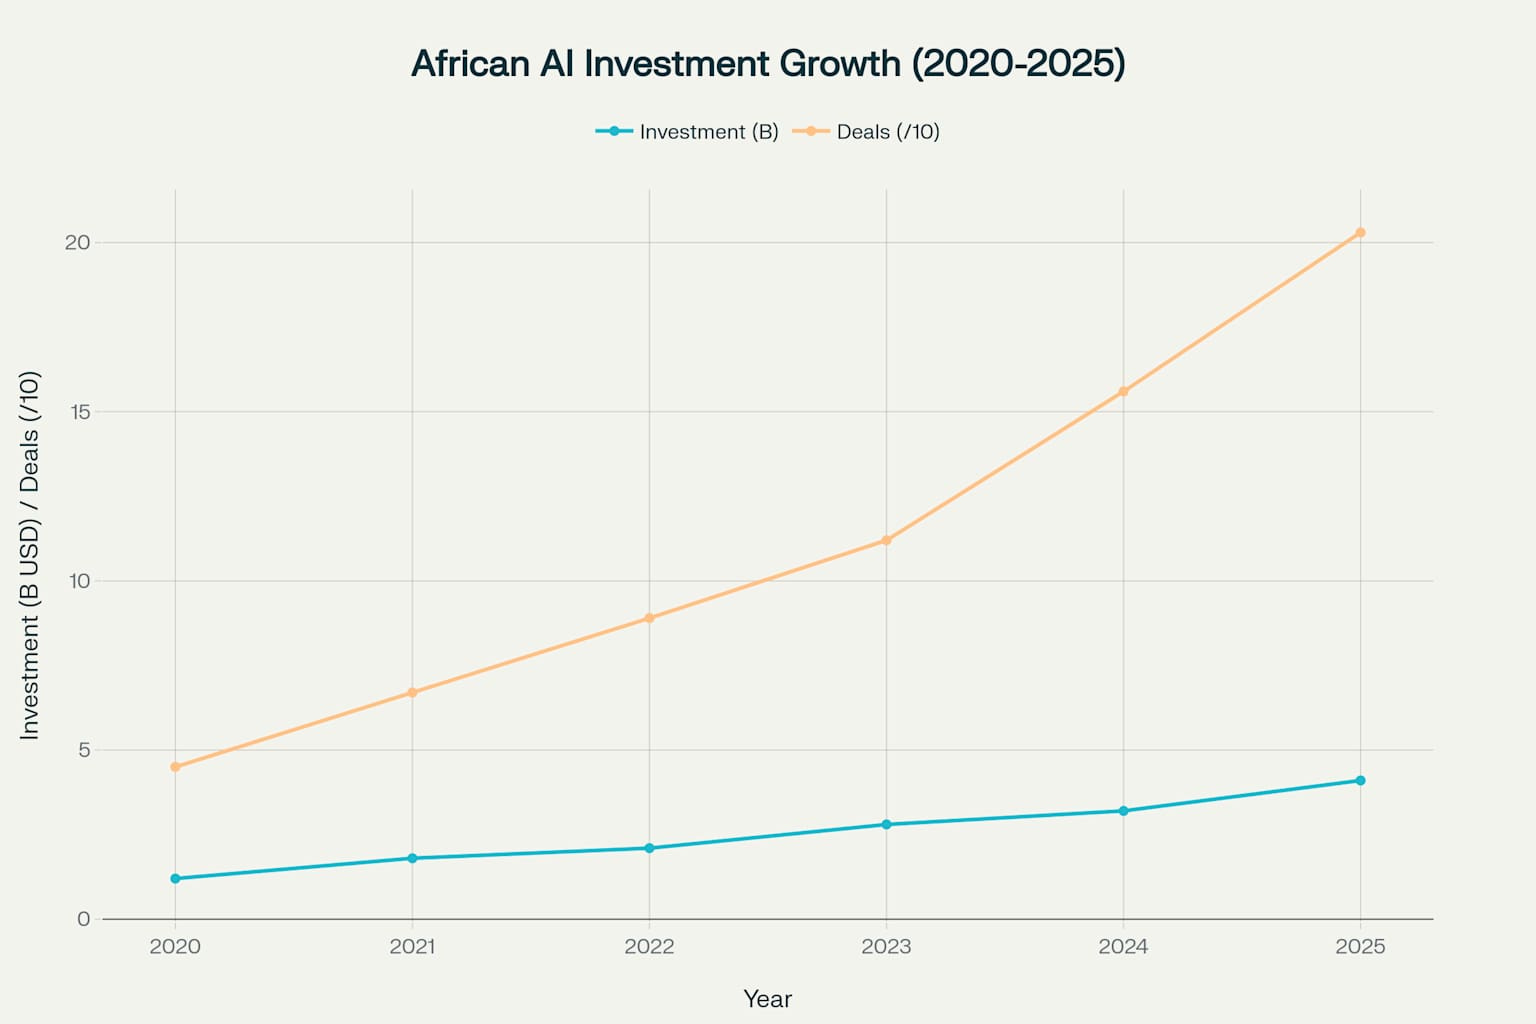 African AI Investment Growth (2020-2025)
Investment (B) Deals (/10)
Investment (B USD) / Deals (/10)
20
15
10
5
0
2020 2021 2022 2023 2024 2025
Year